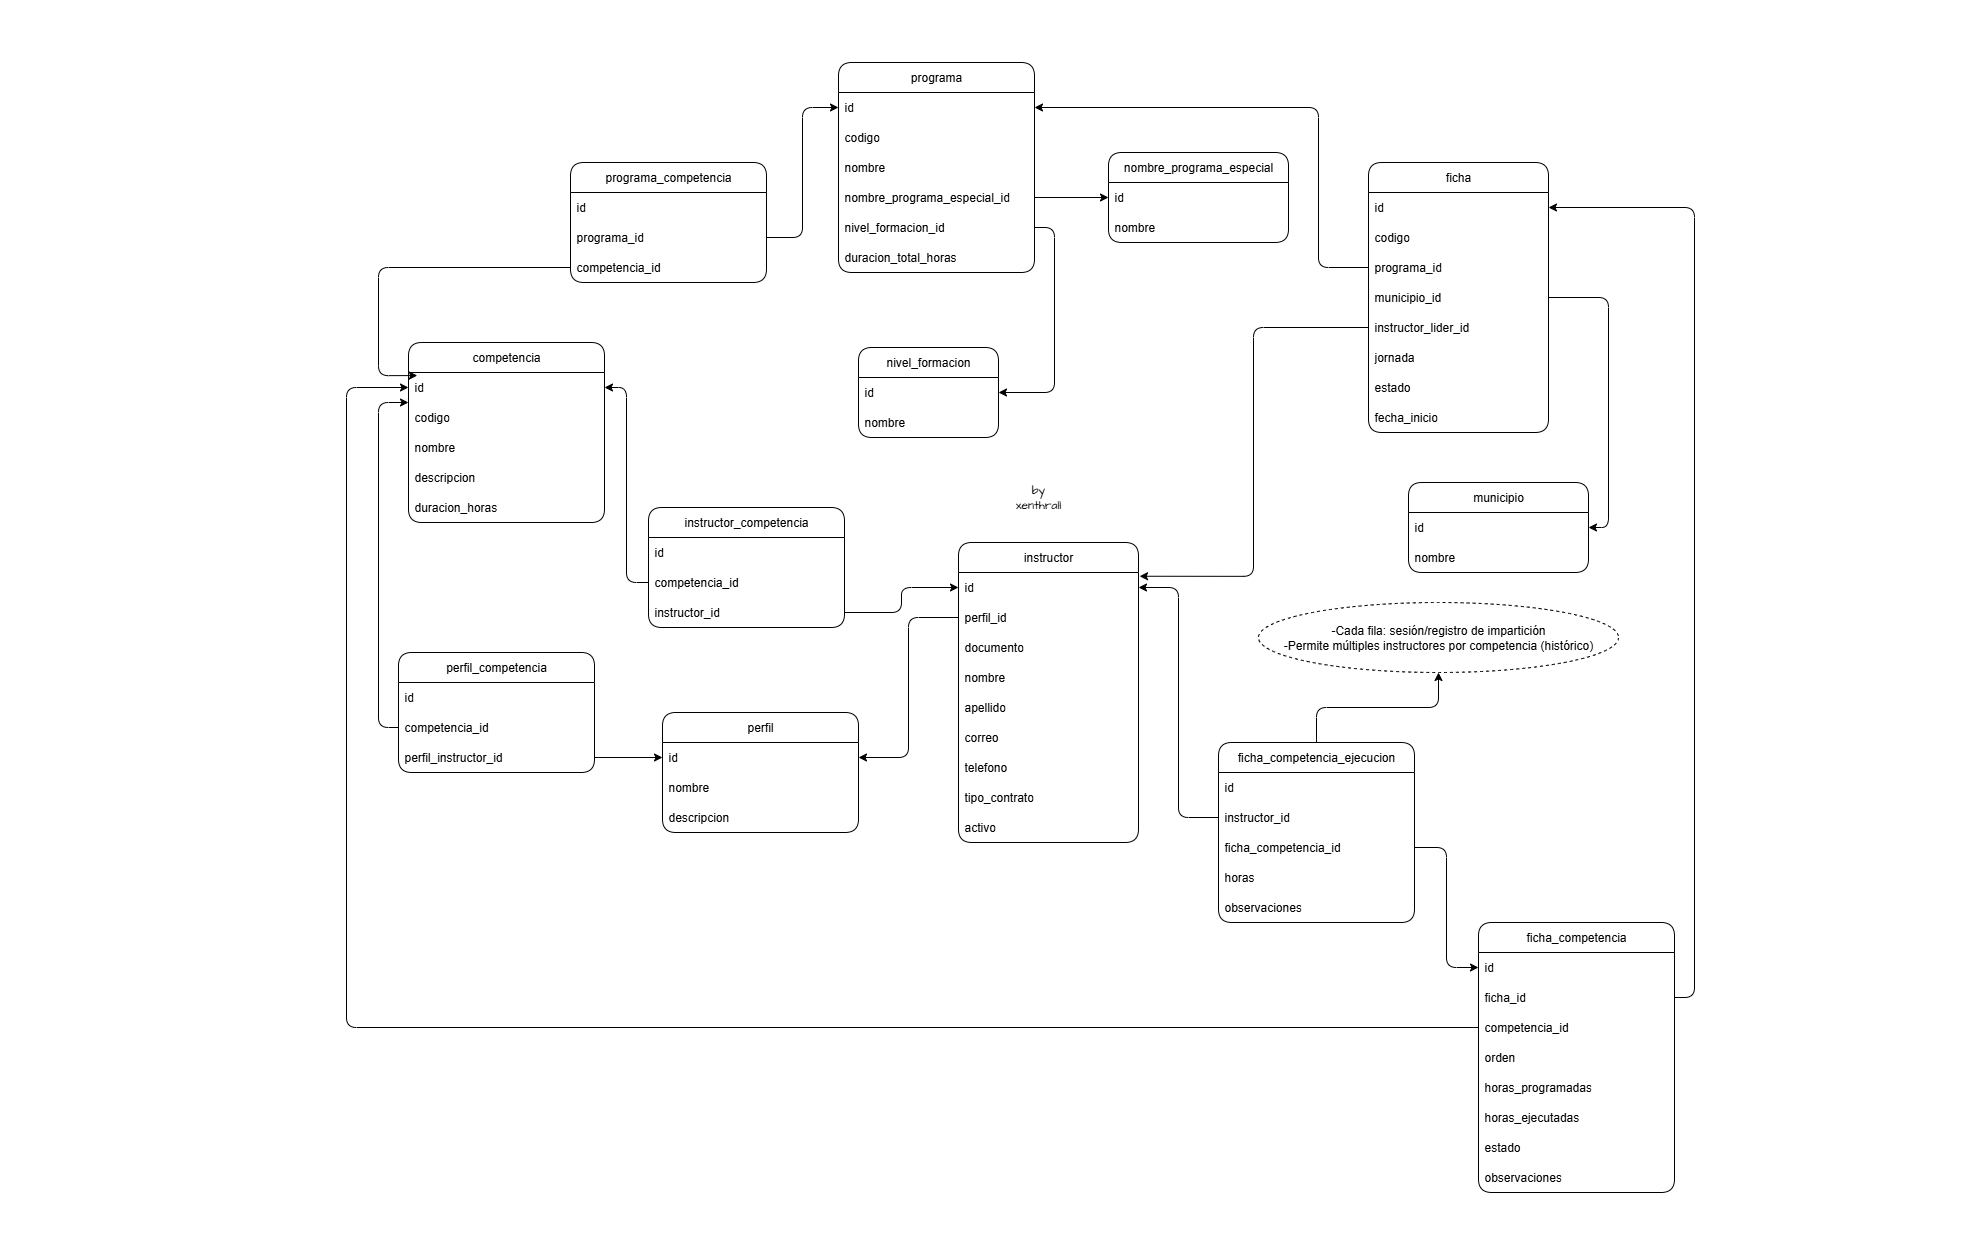 programa
id
codigo
nombre
nombre_programa_especial_id
nivel_formacion_id
duracion_total_horas
nombre_programa_especial
id
nombre
programa_competencia
id
programa_id
competencia_id
ficha
id
codigo
programa_id
municipio_id
instructor_lider_id
jornada
estado
fecha_inicio
competencia
id
codigo
nombre
descripcion
duracion_horas
nivel_formacion
id
nombre
by
xenthrall
municipio
id
nombre
instructor_competencia
id
competencia_id
instructor_id
instructor
id
perfil_id
documento
nombre
apellido
correo
telefono
tipo_contrato
activo
-Cada fila: sesión/registro de impartición
-Permite múltiples instructores por competencia (histórico)
perfil_competencia
id
competencia_id
perfil_instructor_id
perfil
id
nombre
descripcion
ficha_competencia_ejecucion
id
instructor_id
ficha_competencia_id
horas
observaciones
ficha_competencia
id
ficha_id
competencia_id
orden
horas_programadas
horas_ejecutadas
estado
observaciones